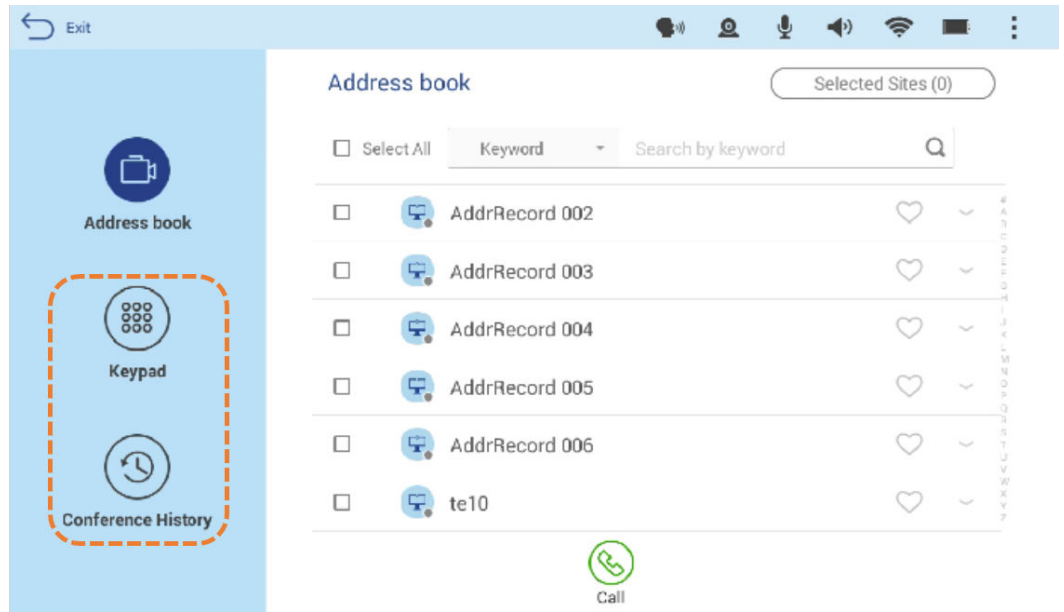 Exit
Address book
Selected Sites (0)
Select All
Keyword
Search by keyword
Address book
Keypad
Conference History
AddrRecord 002
AddrRecord 003
AddrRecord 004
AddrRecord 005
AddrRecord 006
te10
Call